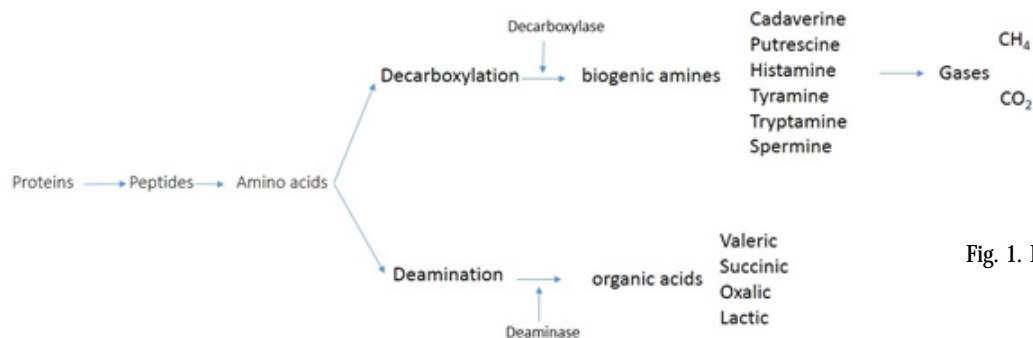 Decarboxylase
Decarboxylation
biogenic amines
Cadaverine
Putrescine
Histamine
Tyramine
Tryptamine
Spermine
Gases
CH₄
CO₂
Proteins
Peptides
Amino acids
Deamination
organic acids
Valeric
Succinic
Oxalic
Lactic
Deaminase
Fig. 1.